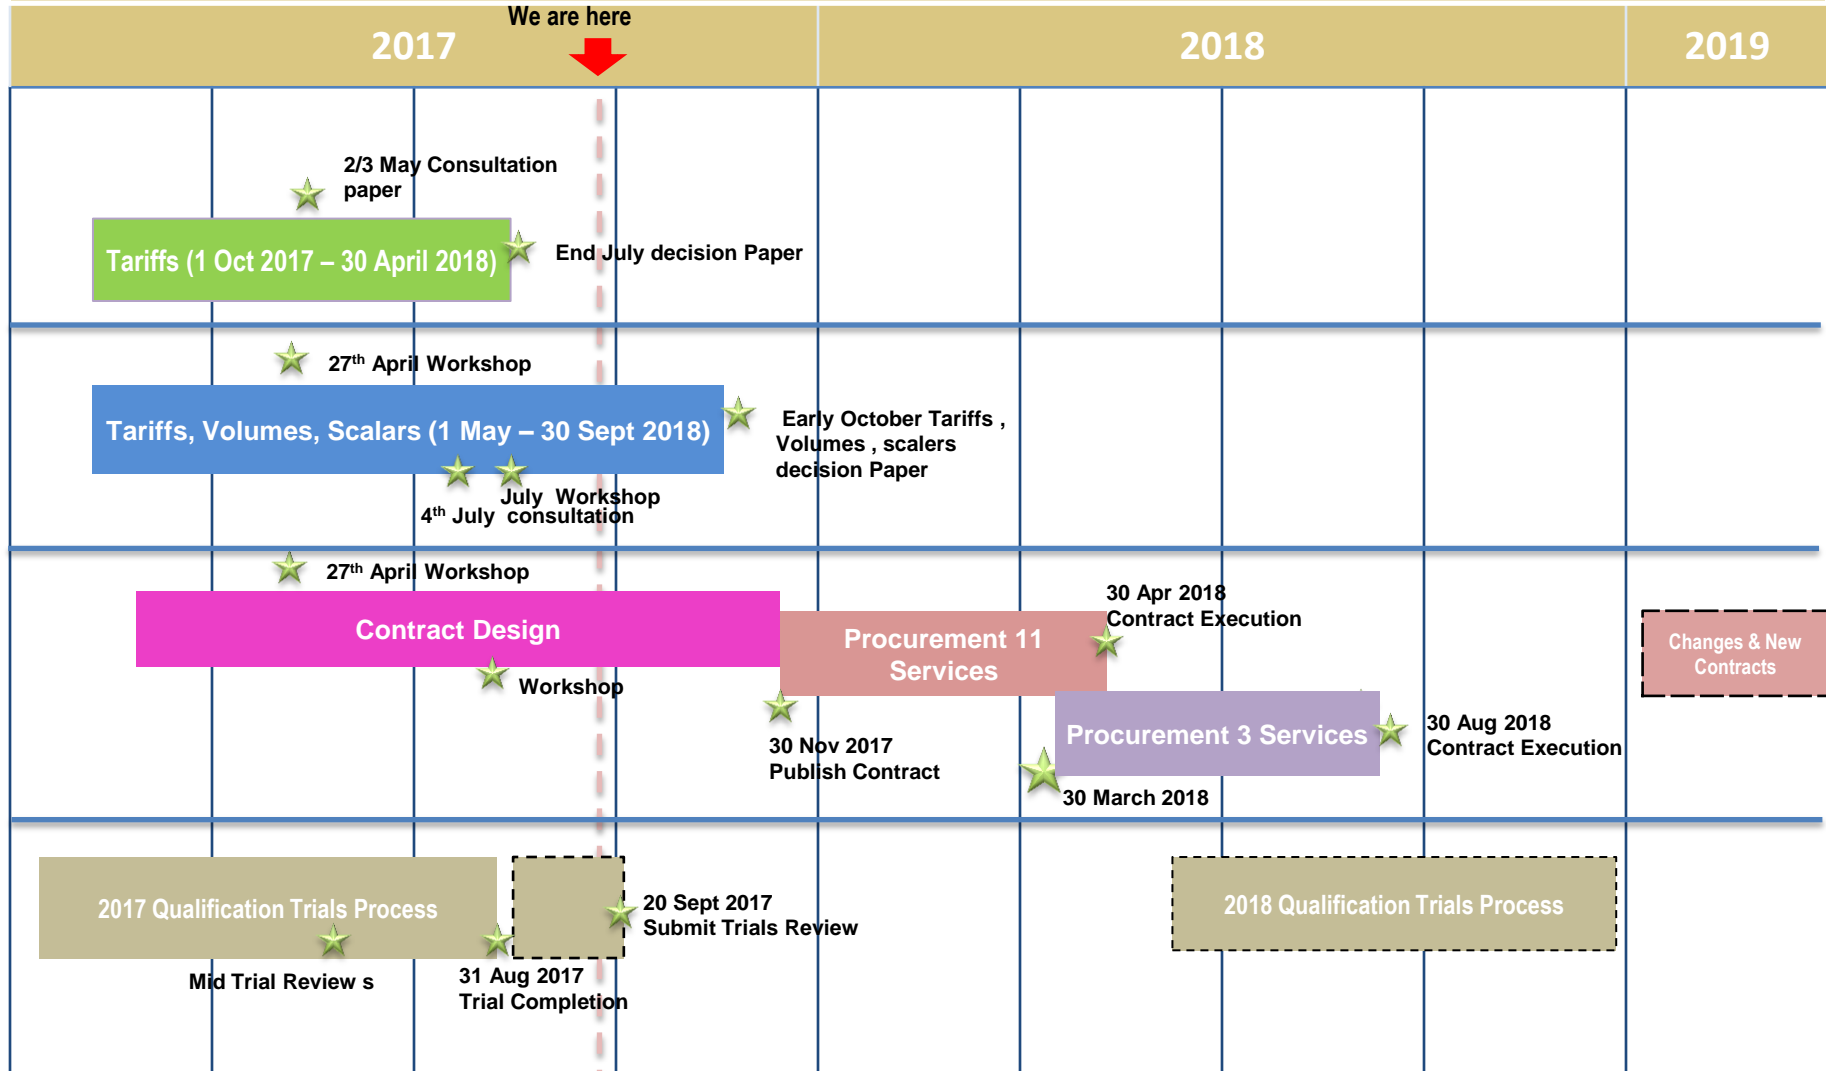 We are here
2017
2018
2019
2/3 May Consultation
paper
Tariffs (1 Oct 2017 – 30 April 2018)
End July decision Paper
27th April Workshop
Tariffs, Volumes, Scalars (1 May – 30 Sept 2018)
Early October Tariffs ,
Volumes , scalers
decision Paper
July Workshop
4th July consultation
27th April Workshop
Contract Design
Workshop
Procurement 11
Services
30 Apr 2018
Contract Execution
Changes & New
Contracts
30 Nov 2017
Publish Contract
Procurement 3 Services
30 Aug 2018
Contract Execution
30 March 2018
2017 Qualification Trials Process
Mid Trial Review s
31 Aug 2017
Trial Completion
20 Sept 2017
Submit Trials Review
2018 Qualification Trials Process